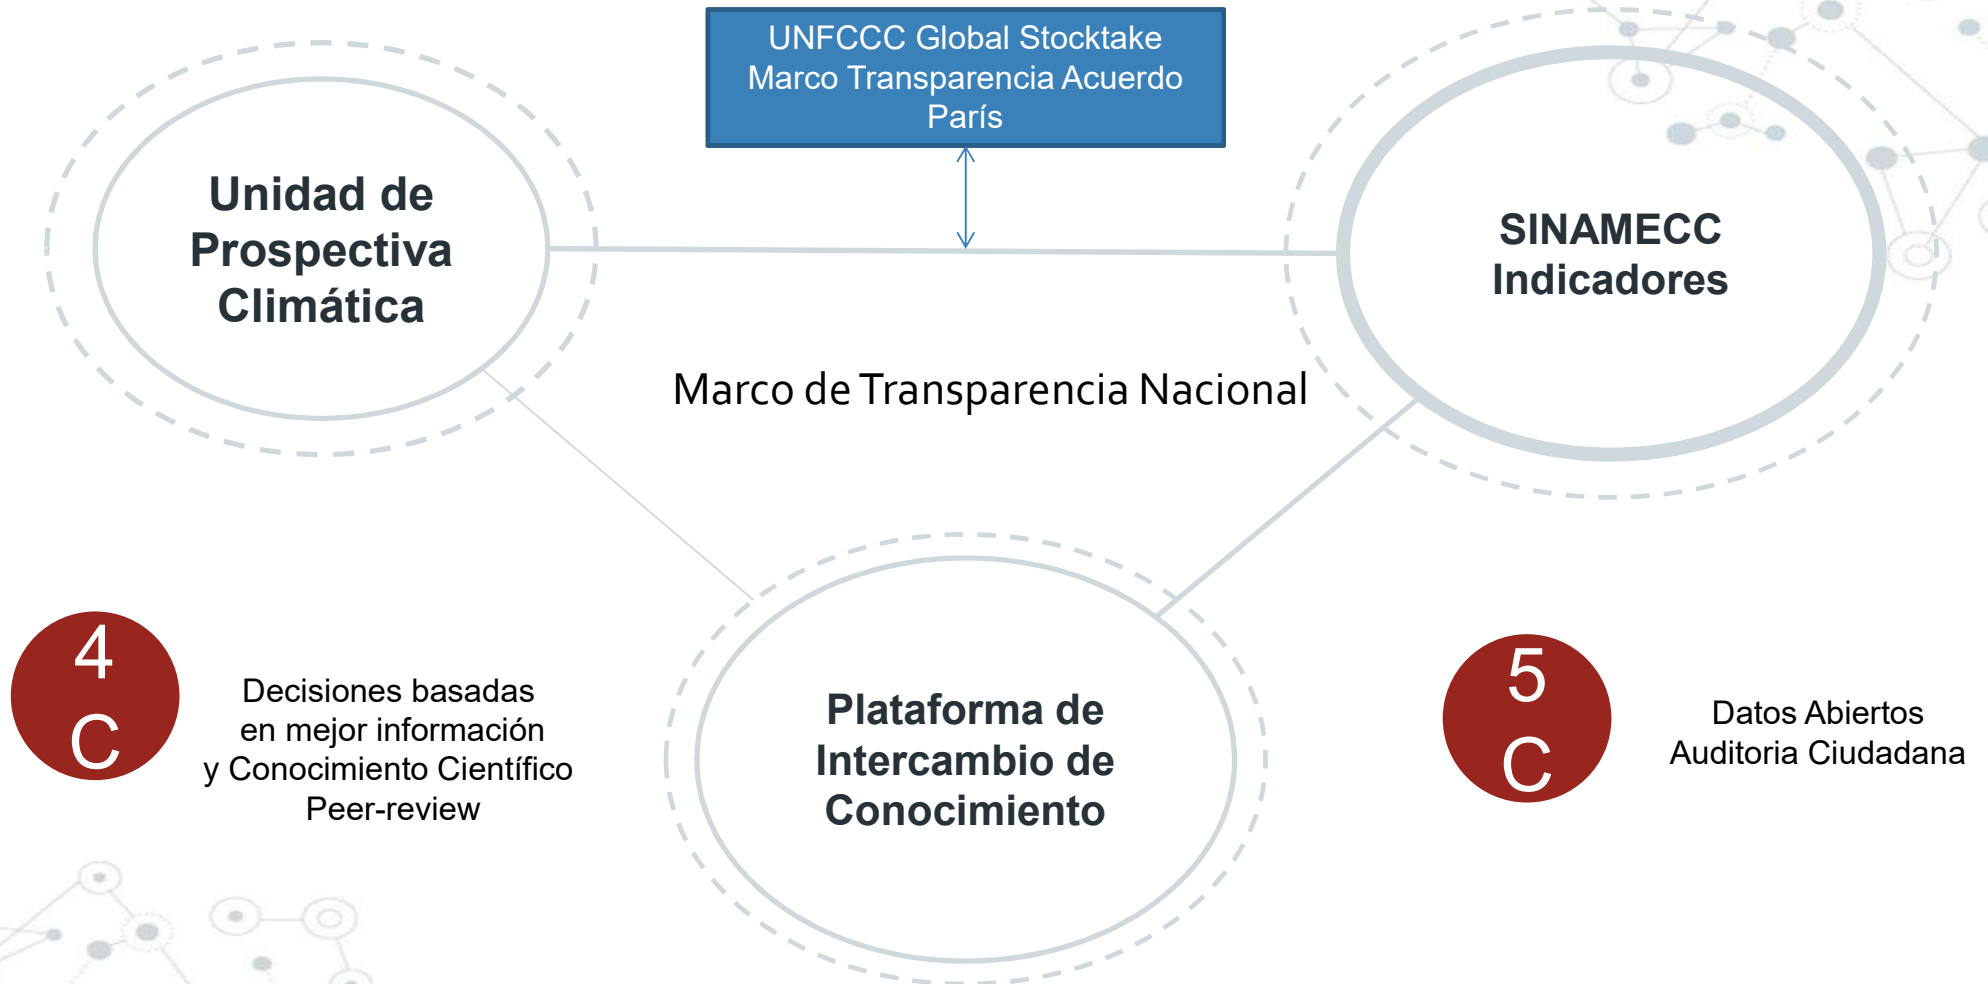 UNFCCC Global Stocktake
Marco Transparencia Acuerdo
París
Unidad de
Prospectiva
Climática
SINAMECC
Indicadores
Marco de Transparencia Nacional
4
C
Decisiones basadas
en mejor información
y Conocimiento Científico
Peer-review
Plataforma de
Intercambio de
Conocimiento
5
C
Datos Abiertos
Auditoria Ciudadana